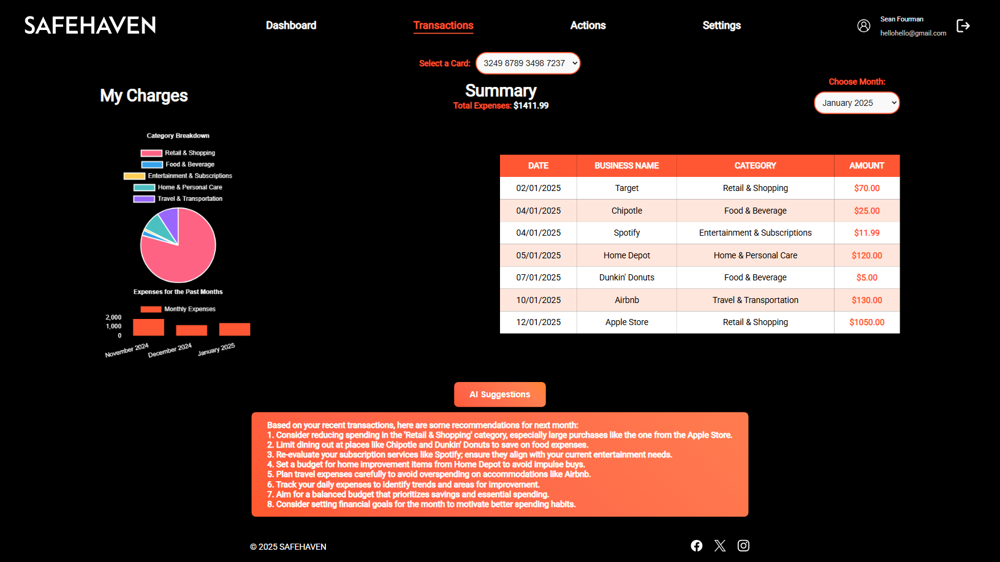 SAFEHAVEN
Dashboard
Transactions
Actions
Settings
Sean Fourman
hellohello@gmail.com
Select a Card: 3249 8789 3498 7237
My Charges
Summary
Total Expenses: $1411.99
Choose Month:
January 2025
Category Breakdown
Retail & Shopping
Food & Beverage
Entertainment & Subscriptions
Home & Personal Care
Travel & Transportation
Expenses for the Past Months
Monthly Expenses
2,000
1,000
0
November 2024
December 2024
January 2025
DATE BUSINESS NAME CATEGORY AMOUNT
02/01/2025 Target Retail & Shopping $70.00
04/01/2025 Chipotle Food & Beverage $25.00
04/01/2025 Spotify Entertainment & Subscriptions $11.99
05/01/2025 Home Depot Home & Personal Care $120.00
07/01/2025 Dunkin' Donuts Food & Beverage $5.00
10/01/2025 Airbnb Travel & Transportation $130.00
12/01/2025 Apple Store Retail & Shopping $1050.00
AI Suggestions
Based on your recent transactions, here are some recommendations for next month:
1. Consider reducing spending in the 'Retail & Shopping' category, especially large purchases like the one from the Apple Store.
2. Limit dining out at places like Chipotle and Dunkin' Donuts to save on food expenses.
3. Re-evaluate your subscription services like Spotify; ensure they align with your current entertainment needs.
4. Set a budget for home improvement items from Home Depot to avoid impulse buys.
5. Plan travel expenses carefully to avoid overspending on accommodations like Airbnb.
6. Track your daily expenses to identify trends and areas for improvement.
7. Aim for a balanced budget that prioritizes savings and essential spending.
8. Consider setting financial goals for the month to motivate better spending habits.
© 2025 SAFEHAVEN